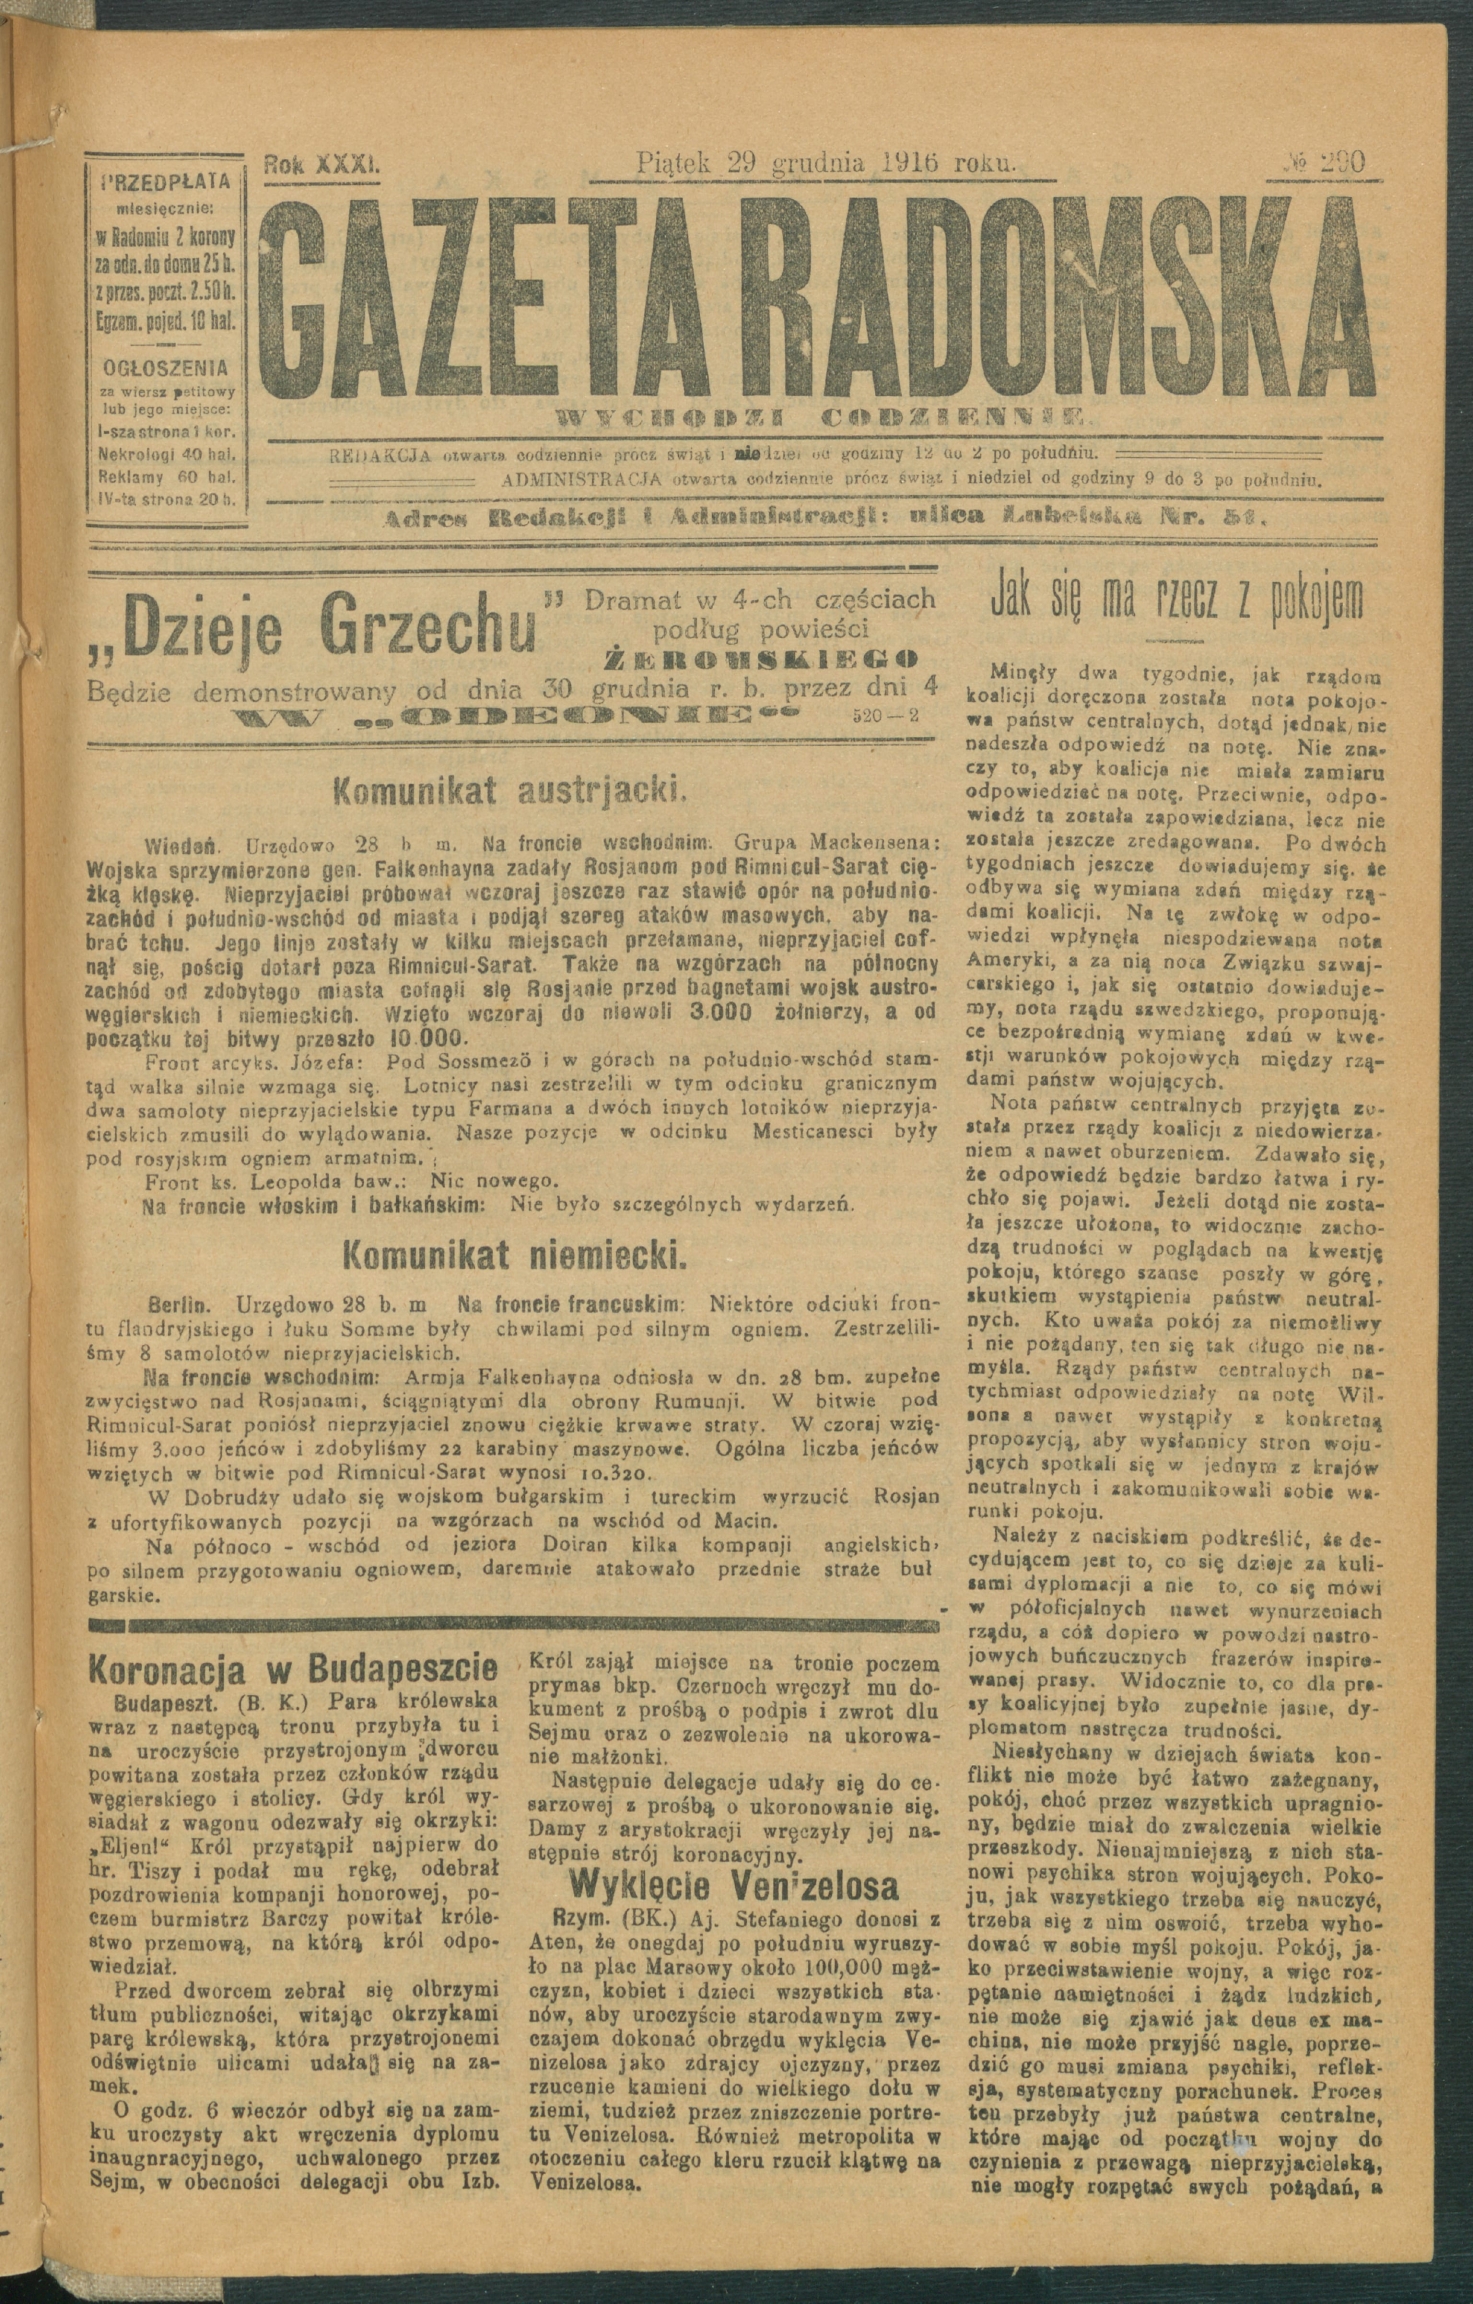 Rok XXXI.
Piątek 29 grudnia 1916 roku.
№ 290
PRZEDPŁATA
miesięcznie:
w Radomiu 2 korony
za odn. do domu 25 h.
z przes. poczt. 2.50 h.
Egzem. pojed. 10 hal.
OGŁOSZENIA
za wiersz petitowy
lub jego miejsce:
I-sza strona 1 kor.
Nekrologi 40 hal.
Reklamy 60 hal.
IV-ta strona 20 h.
GAZETA RADOMSKA
WYCHODZI CODZIENNIE.
REDAKCJA otwarta codziennie prócz świąt i niedziel od godziny 12 do 2 po południu.
ADMINISTRACJA otwarta codziennie prócz świąt i niedziel od godziny 9 do 3 po południu.
Adres Redakcji i Administracji: ulica Lubelska Nr. 51.
„Dzieje Grzechu” Dramat w 4-ch częściach
podług powieści
ŻEROMSKIEGO
Będzie demonstrowany od dnia 30 grudnia r. b. przez dni 4
W „ODEONIE“ 520—2
Komunikat austrjacki.
Wiedeń. Urzędowo 28 b m. Na froncie wschodnim: Grupa Mackensena:
Wojska sprzymierzone gen. Falkenhayna zadały Rosjanom pod Rimnicul-Sarat cię-
żką klęskę. Nieprzyjaciel próbował wczoraj jeszcze raz stawić opór na południo-
zachód i południo-wschód od miasta i podjął szereg ataków masowych, aby na-
brać tchu. Jego linje zostały w kilku miejscach przełamane, nieprzyjaciel cof-
nął się, pościg dotarł poza Rimnicul-Sarat. Także na wzgórzach na północny
zachód od zdobytego miasta cofnęli się Rosjanie przed bagnetami wojsk austro-
węgierskich i niemieckich. Wzięto wczoraj do niewoli 3.000 żołnierzy, a od
początku tej bitwy przeszło 10.000.
Front arcyks. Józefa: Pod Sossmezö i w górach na południo-wschód stam-
tąd walka silnie wzmaga się. Lotnicy nasi zestrzelili w tym odcinku granicznym
dwa samoloty nieprzyjacielskie typu Farmana a dwóch innych lotników nieprzyja-
cielskich zmusili do wylądowania. Nasze pozycje w odcinku Mesticanesci były
pod rosyjskim ogniem armatnim.
Front ks. Leopolda baw.: Nic nowego.
Na froncie włoskim i bałkańskim: Nie było szczególnych wydarzeń.
Komunikat niemiecki.
Berlin. Urzędowo 28 b. m Na froncie francuskim: Niektóre odciuki fron-
tu flandryjskiego i łuku Somme były chwilami pod silnym ogniem. Zestrzelili-
śmy 8 samolotów nieprzyjacielskich.
Na froncie wschodnim: Armja Falkenhayna odniosła w dn. 28 bm. zupełne
zwycięstwo nad Rosjanami, ściągniątymi dla obrony Rumunji. W bitwie pod
Rimnicul-Sarat poniósł nieprzyjaciel znowu ciężkie krwawe straty. W czoraj wzię-
liśmy 3.000 jeńców i zdobyliśmy 22 karabiny maszynowe. Ogólna liczba jeńców
wziętych w bitwie pod Rimnicul-Sarat wynosi 10.320.
W Dobrudży udało się wojskom bułgarskim i tureckim wyrzucić Rosjan
z ufortyfikowanych pozycji na wzgórzach na wschód od Macin.
Na północo - wschód od jeziora Doiran kilka kompanji angielskich,
po silnem przygotowaniu ogniowem, daremnie atakowało przednie straże buł
garskie.
Koronacja w Budapeszcie
Budapeszt. (B. K.) Para królewska
wraz z następcą tronu przybyła tu i
na uroczyście przystrojonym dworcu
powitana została przez członków rządu
węgierskiego i stolicy. Gdy król wy-
siadał z wagonu odezwały się okrzyki:
„Eljen!“ Król przystąpił najpierw do
hr. Tiszy i podał mu rękę, odebrał
pozdrowienia kompanji honorowej, po-
czem burmistrz Barczy powitał króle-
stwo przemową, na którą król odpo-
wiedział.
Przed dworcem zebrał się olbrzymi
tłum publiczności, witając okrzykami
parę królewską, która przystrojonemi
odświętnie ulicami udała się na za-
mek.
O godz. 6 wieczór odbył się na zam-
ku uroczysty akt wręczenia dyplomu
inaugnracyjnego, uchwalonego przez
Sejm, w obecności delegacji obu Izb.
Król zajął miejsce na tronie poczem
prymas bkp. Czernoch wręczył mu do-
kument z prośbą o podpis i zwrot dlu
Sejmu oraz o zezwolenie na ukorowa-
nie małżonki.
Następnie delegacje udały się do ce-
sarzowej z prośbą o ukoronowanie się.
Damy z arystokracji wręczyły jej na-
stępnie strój koronacyjny.
Wyklęcie Venizelosa
Rzym. (BK.) Aj. Stefaniego donosi z
Aten, że onegdaj po południu wyruszy-
ło na plac Marsowy około 100,000 męż-
czyzn, kobiet i dzieci wszystkich sta-
nów, aby uroczyście starodawnym zwy-
czajem dokonać obrzędu wyklęcia Ve-
nizelosa jako zdrajcy ojczyzny, przez
rzucenie kamieni do wielkiego dołu w
ziemi, tudzież przez zniszczenie portre-
tu Venizelosa. Również metropolita w
otoczeniu całego kleru rzucił klątwę na
Venizelosa.
Jak się ma rzecz z pokojem
Minęły dwa tygodnie, jak rządom
koalicji doręczona została nota pokojo-
wa państw centralnych, dotąd jednak nie
nadeszła odpowiedź na notę. Nie zna-
czy to, aby koalicja nie miała zamiaru
odpowiedzieć na notę. Przeciwnie, odpo-
wiedź ta została zapowiedziana, lecz nie
została jeszcze zredagowana. Po dwóch
tygodniach jeszcze dowiadujemy się, że
odbywa się wymiana zdań między rzą-
dami koalicji. Na tę zwłokę w odpo-
wiedzi wpłynęła niespodziewana nota
Ameryki, a za nią nota Związku szwaj-
carskiego i, jak się ostatnio dowiaduje-
my, nota rządu szwedzkiego, proponują-
ce bezpośrednią wymianę zdań w kwe-
stji warunków pokojowych między rzą-
dami państw wojujących.
Nota państw centralnych przyjęta zo-
stała przez rządy koalicji z niedowierza-
niem a nawet oburzeniem. Zdawało się,
że odpowiedź będzie bardzo łatwa i ry-
chło się pojawi. Jeżeli dotąd nie zosta-
ła jeszcze ułożona, to widocznie zacho-
dzą trudności w poglądach na kwestję
pokoju, którego szanse poszły w górę,
skutkiem wystąpienia państw neutral-
nych. Kto uważa pokój za niemożliwy
i nie pożądany, ten się tak długo nie na-
myśla. Rządy państw centralnych na-
tychmiast odpowiedziały na notę Wil-
sona a nawet wystąpiły z konkretną
propozycją, aby wysłannicy stron woju-
jących spotkali się w jednym z krajów
neutralnych i zakomunikowali sobie wa-
runki pokoju.
Należy z naciskiem podkreślić, że de-
cydującem jest to, co się dzieje za kuli-
sami dyplomacji a nie to, co się mówi
w półoficjalnych nawet wynurzeniach
rządu, a cóż dopiero w powodzi nastro-
jowych buńczucznych frazerów inspiro-
wanej prasy. Widocznie to, co dla pra-
sy koalicyjnej było zupełnie jasne, dy-
plomatom nastręcza trudności.
Niesłychany w dziejach świata kon-
flikt nie może być łatwo zażegnany,
pokój, choć przez wszystkich upragnio-
ny, będzie miał do zwalczenia wielkie
przeszkody. Nienajmniejszą z nich sta-
nowi psychika stron wojujących. Poko-
ju, jak wszystkiego trzeba się nauczyć,
trzeba się z nim oswoić, trzeba wyho-
dować w sobie myśl pokoju. Pokój, ja-
ko przeciwstawienie wojny, a więc roz-
pętanie namiętności i żądz ludzkich,
nie może się zjawić jak deus ex ma-
china, nie może przyjść nagle, poprze-
dzić go musi zmiana psychiki, reflek-
sja, systematyczny porachunek. Proces
ten przebyły już państwa centralne,
które mając od początku wojny do
czynienia z przewagą nieprzyjacielską,
nie mogły rozpętać swych pożądań, a